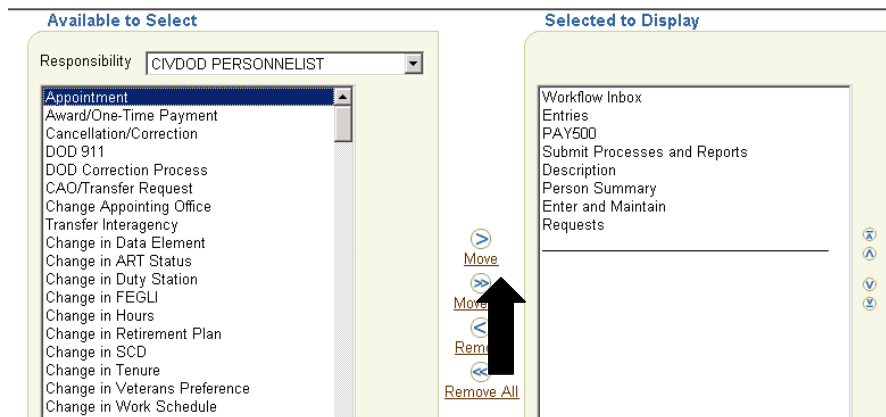 Available to Select
Responsibility CIVDOD PERSONNELIST
Appointment
Award/One-Time Payment
Cancellation/Correction
DOD 911
DOD Correction Process
CAO/Transfer Request
Change Appointing Office
Transfer Interagency
Change in Data Element
Change in ART Status
Change in Duty Station
Change in FEGLI
Change in Hours
Change in Retirement Plan
Change in SCD
Change in Tenure
Change in Veterans Preference
Change in Work Schedule
Move
Remove All
Selected to Display
Workflow Inbox
Entries
PAY500
Submit Processes and Reports
Description
Person Summary
Enter and Maintain
Requests